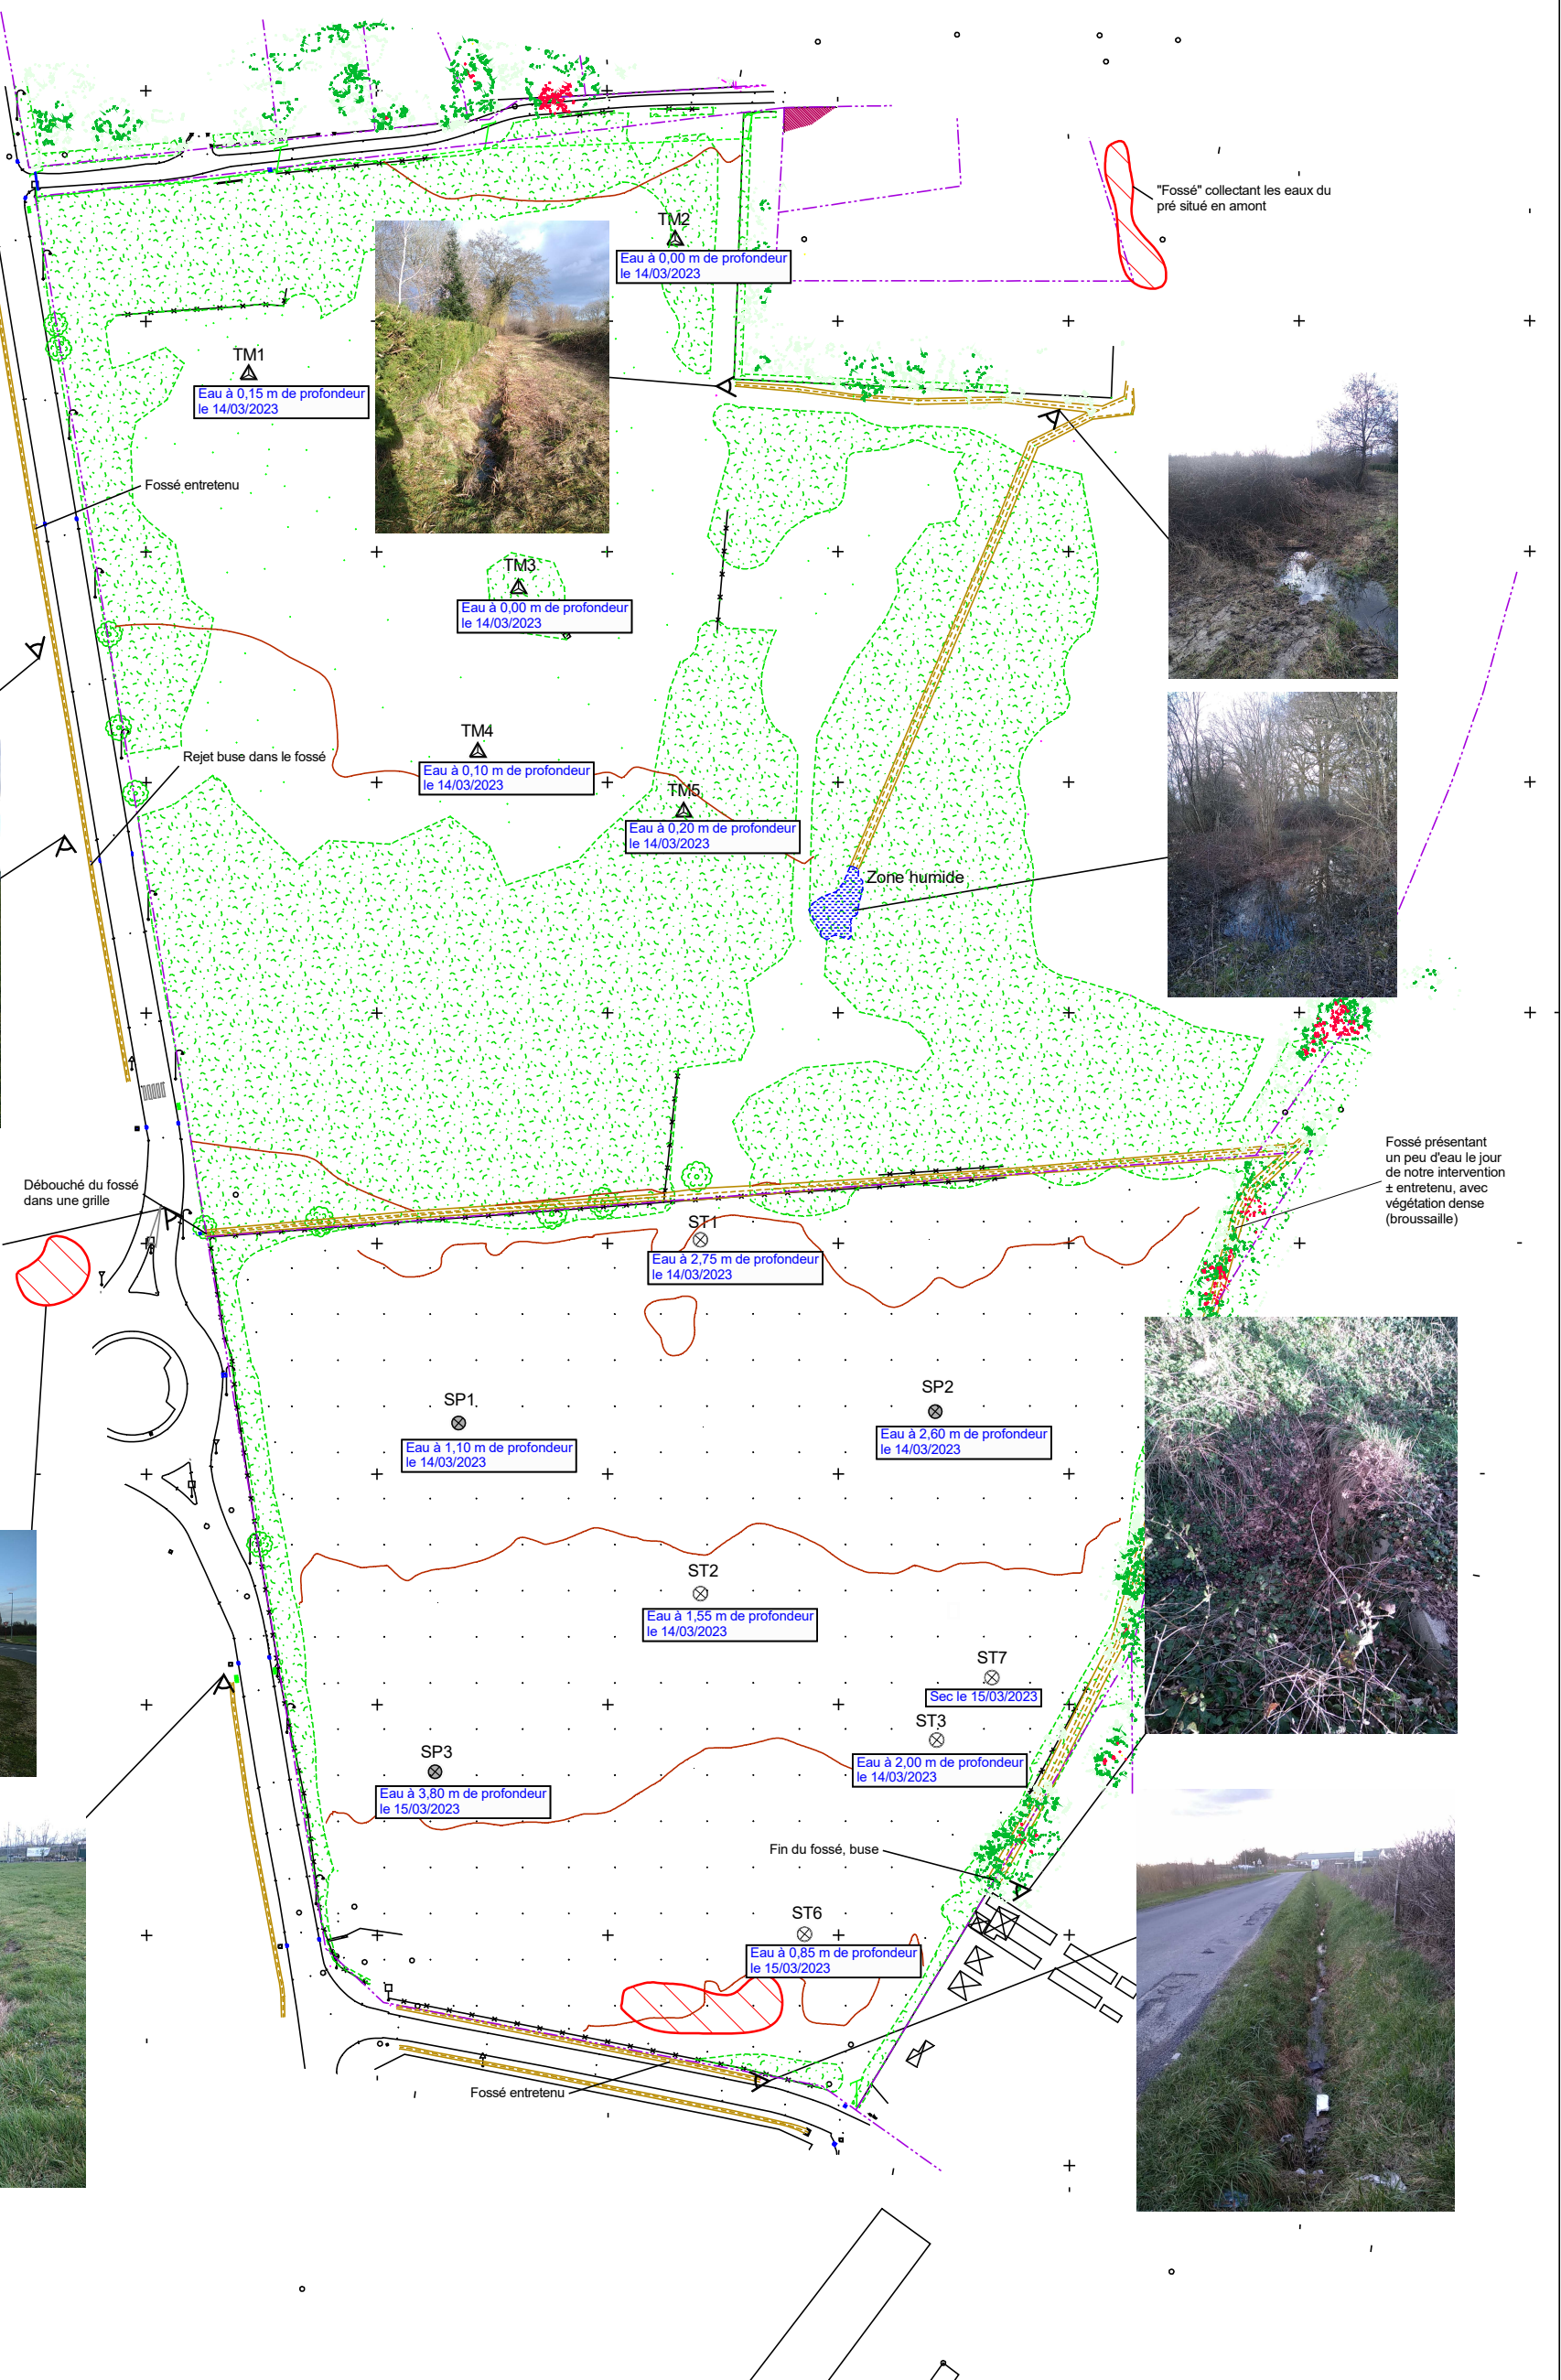 "Fossé" collectant les eaux du
pré situé en amont
TM2
Eau à 0,00 m de profondeur
le 14/03/2023
TM1
Eau à 0,15 m de profondeur
le 14/03/2023
Fossé entretenu
TM3
Eau à 0,00 m de profondeur
le 14/03/2023
TM4
Eau à 0,10 m de profondeur
le 14/03/2023
Rejet buse dans le fossé
TM5
Eau à 0,20 m de profondeur
le 14/03/2023
Zone humide
Fossé présentant
un peu d'eau le jour
de notre intervention
± entretenu, avec
végétation dense
(broussaille)
Débouché du fossé
dans une grille
ST1
Eau à 2,75 m de profondeur
le 14/03/2023
SP1
Eau à 1,10 m de profondeur
le 14/03/2023
SP2
Eau à 2,60 m de profondeur
le 14/03/2023
ST2
Eau à 1,55 m de profondeur
le 14/03/2023
ST7
Sec le 15/03/2023
ST3
Eau à 2,00 m de profondeur
le 14/03/2023
SP3
Eau à 3,80 m de profondeur
le 15/03/2023
Fin du fossé, buse
ST6
Eau à 0,85 m de profondeur
le 15/03/2023
Fossé entretenu